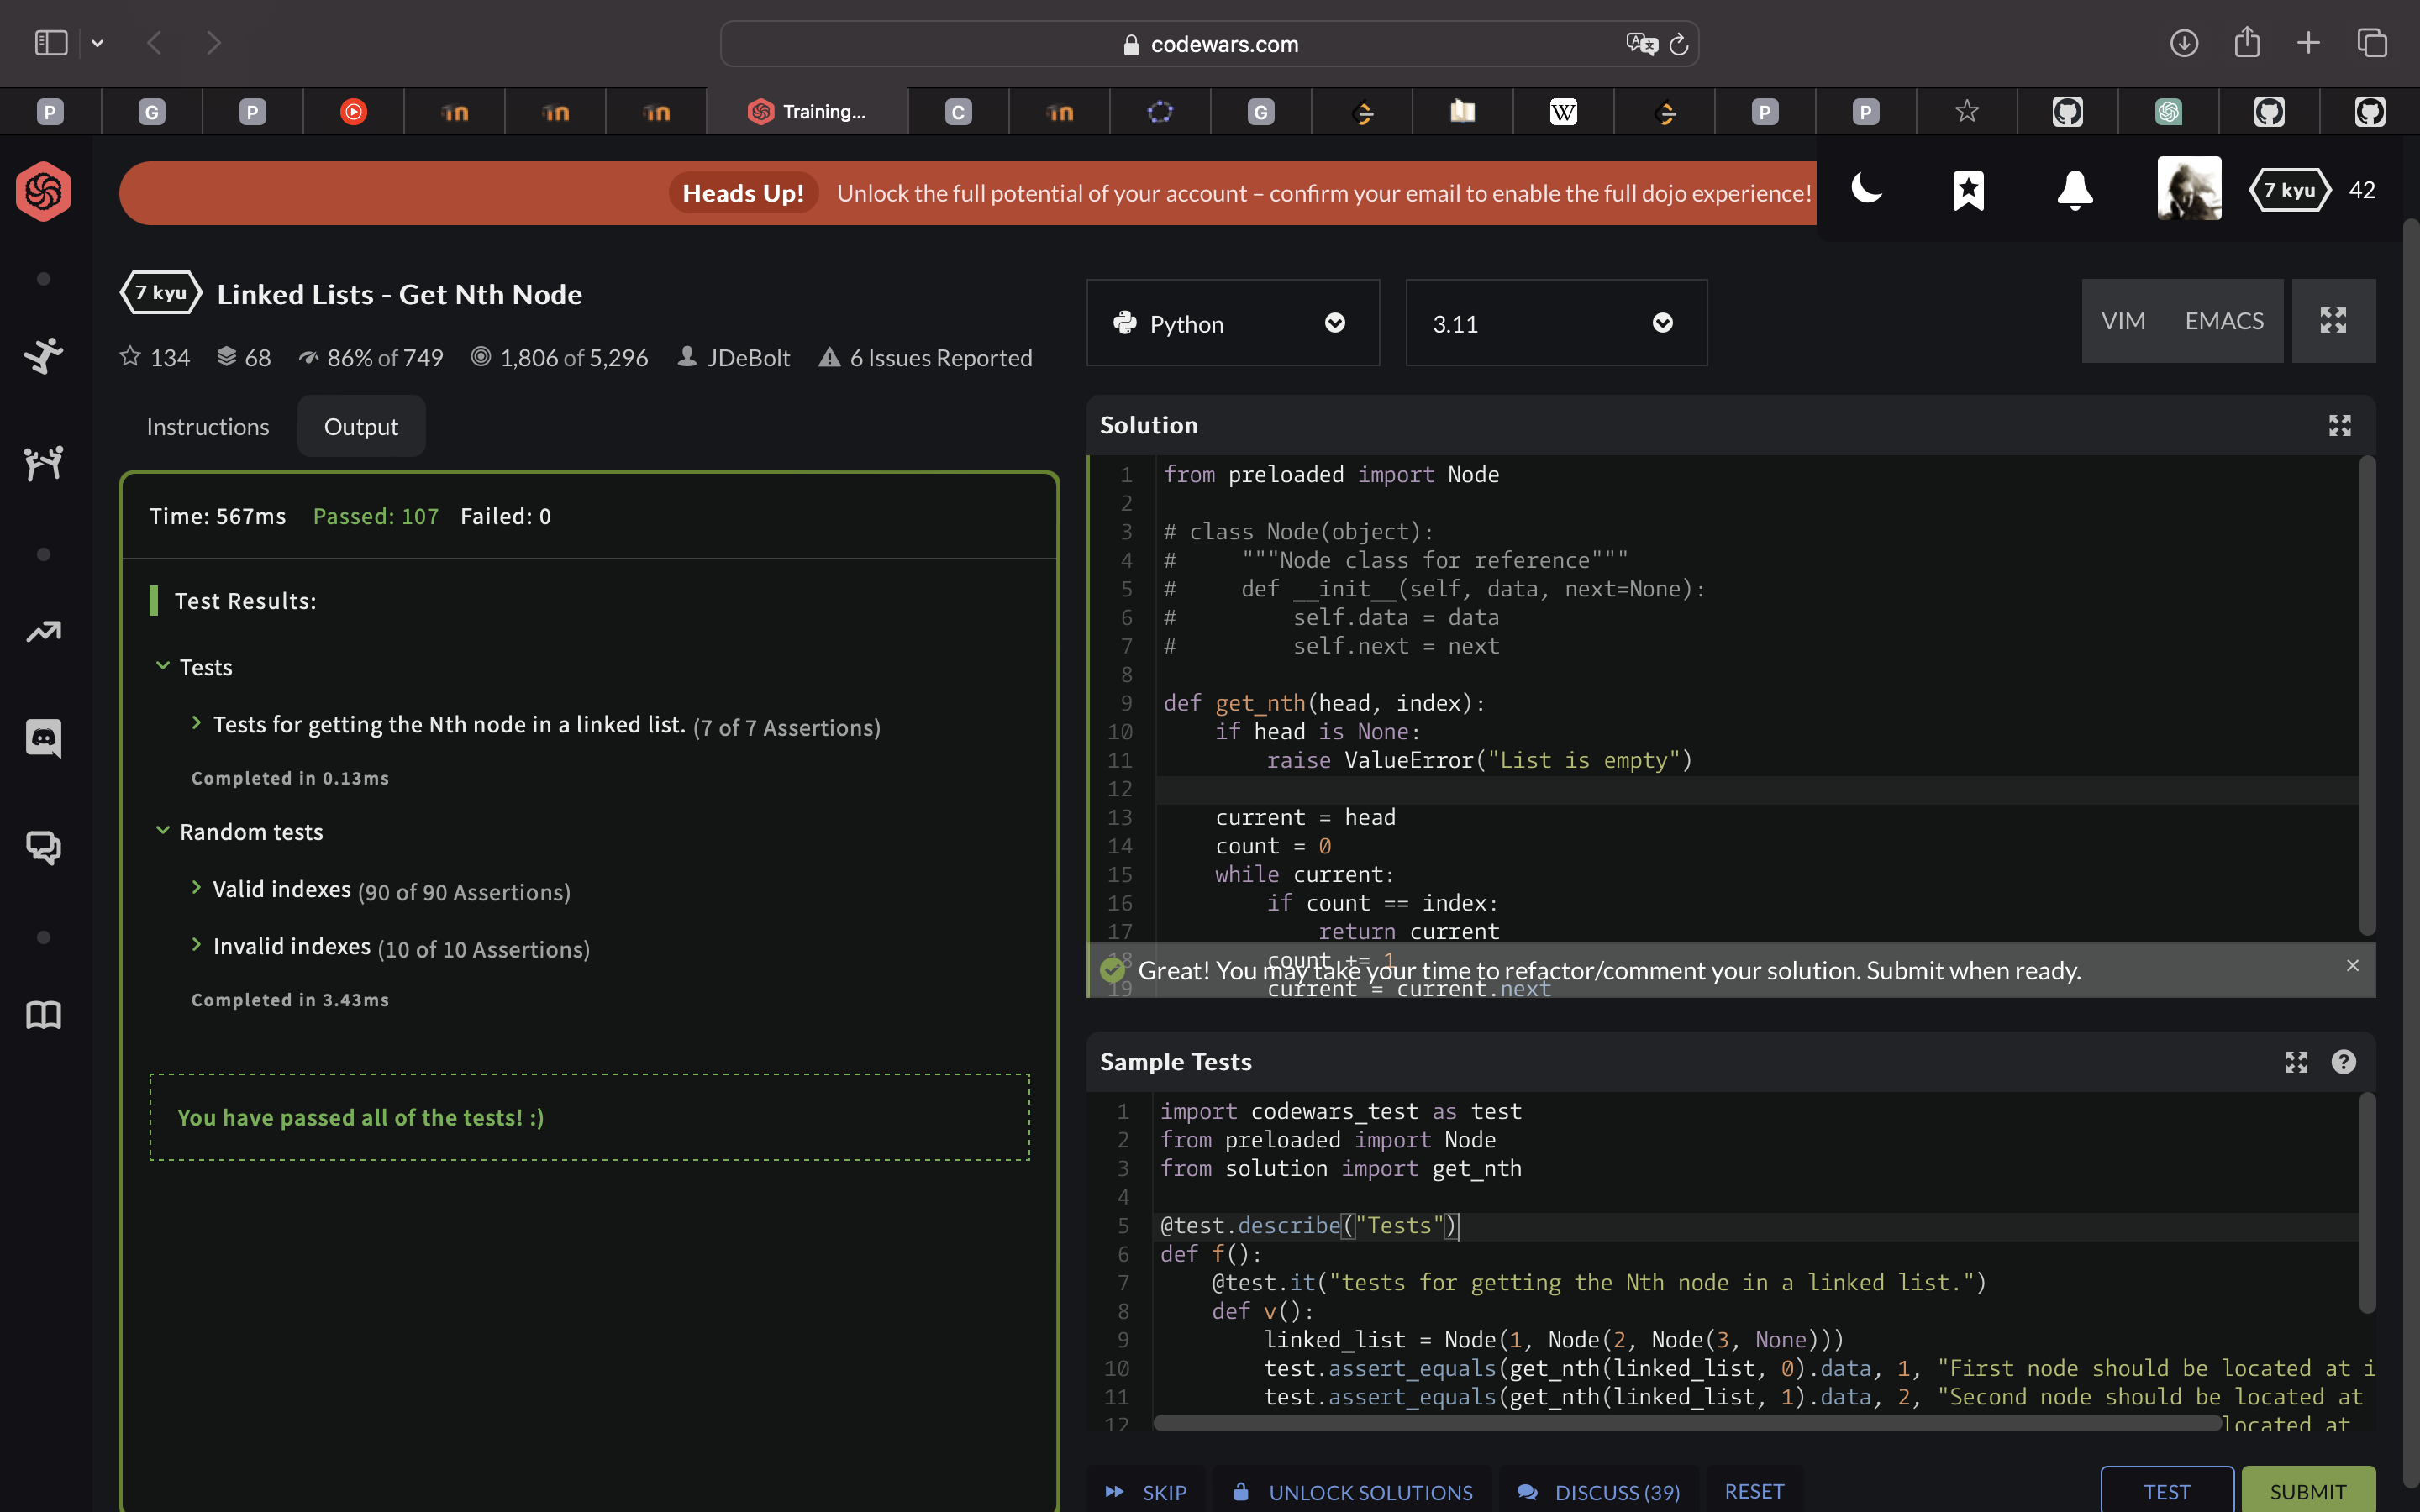 codewars.com
P
G
P
Training...
C
G
W
P
P
Heads Up! Unlock the full potential of your account – confirm your email to enable the full dojo experience!
7 kyu 42
7 kyu Linked Lists - Get Nth Node
134 68 86% of 749 1,806 of 5,296 JDeBolt 6 Issues Reported
Python
3.11
VIM EMACS
Instructions Output
Time: 567ms Passed: 107 Failed: 0
Test Results:
Tests
Tests for getting the Nth node in a linked list. (7 of 7 Assertions)
Completed in 0.13ms
Random tests
Valid indexes (90 of 90 Assertions)
Invalid indexes (10 of 10 Assertions)
Completed in 3.43ms
You have passed all of the tests! :)
Solution
1 from preloaded import Node
2
3 # class Node(object):
4 #     """Node class for reference"""
5 #     def __init__(self, data, next=None):
6 #         self.data = data
7 #         self.next = next
8
9 def get_nth(head, index):
10     if head is None:
11         raise ValueError("List is empty")
12
13     current = head
14     count = 0
15     while current:
16         if count == index:
17             return current
18         count += 1
Great! You may take your time to refactor/comment your solution. Submit when ready.
19         current = current.next
Sample Tests
1 import codewars_test as test
2 from preloaded import Node
3 from solution import get_nth
4
5 @test.describe("Tests")
6 def f():
7     @test.it("tests for getting the Nth node in a linked list.")
8     def v():
9         linked_list = Node(1, Node(2, Node(3, None)))
10         test.assert_equals(get_nth(linked_list, 0).data, 1, "First node should be located at i
11         test.assert_equals(get_nth(linked_list, 1).data, 2, "Second node should be located at
12 located at
SKIP UNLOCK SOLUTIONS DISCUSS (39) RESET TEST SUBMIT